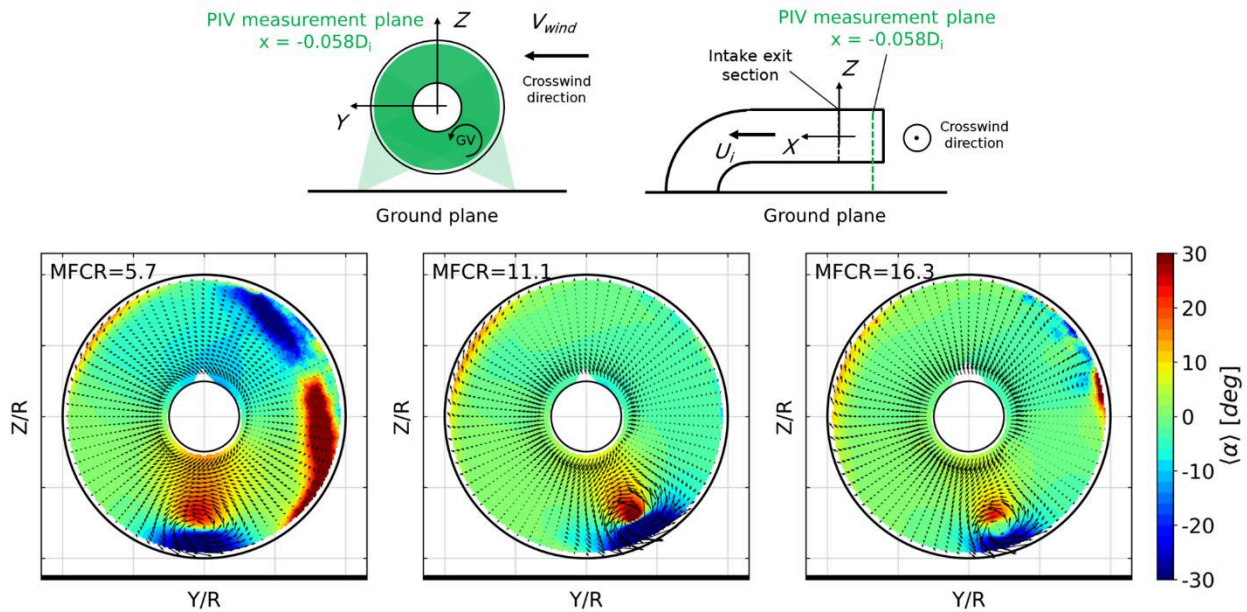 PIV measurement plane
x = -0.058Dᵢ
Z
V_wind
Crosswind
direction
Y
GV
Ground plane
PIV measurement plane
x = -0.058Dᵢ
Intake exit
section
Z
X
Uᵢ
Crosswind
direction
Ground plane
MFCR=5.7
Z/R
Y/R
MFCR=11.1
Z/R
Y/R
MFCR=16.3
Z/R
Y/R
30
20
10
0
-10
-20
-30
⟨α⟩ [deg]